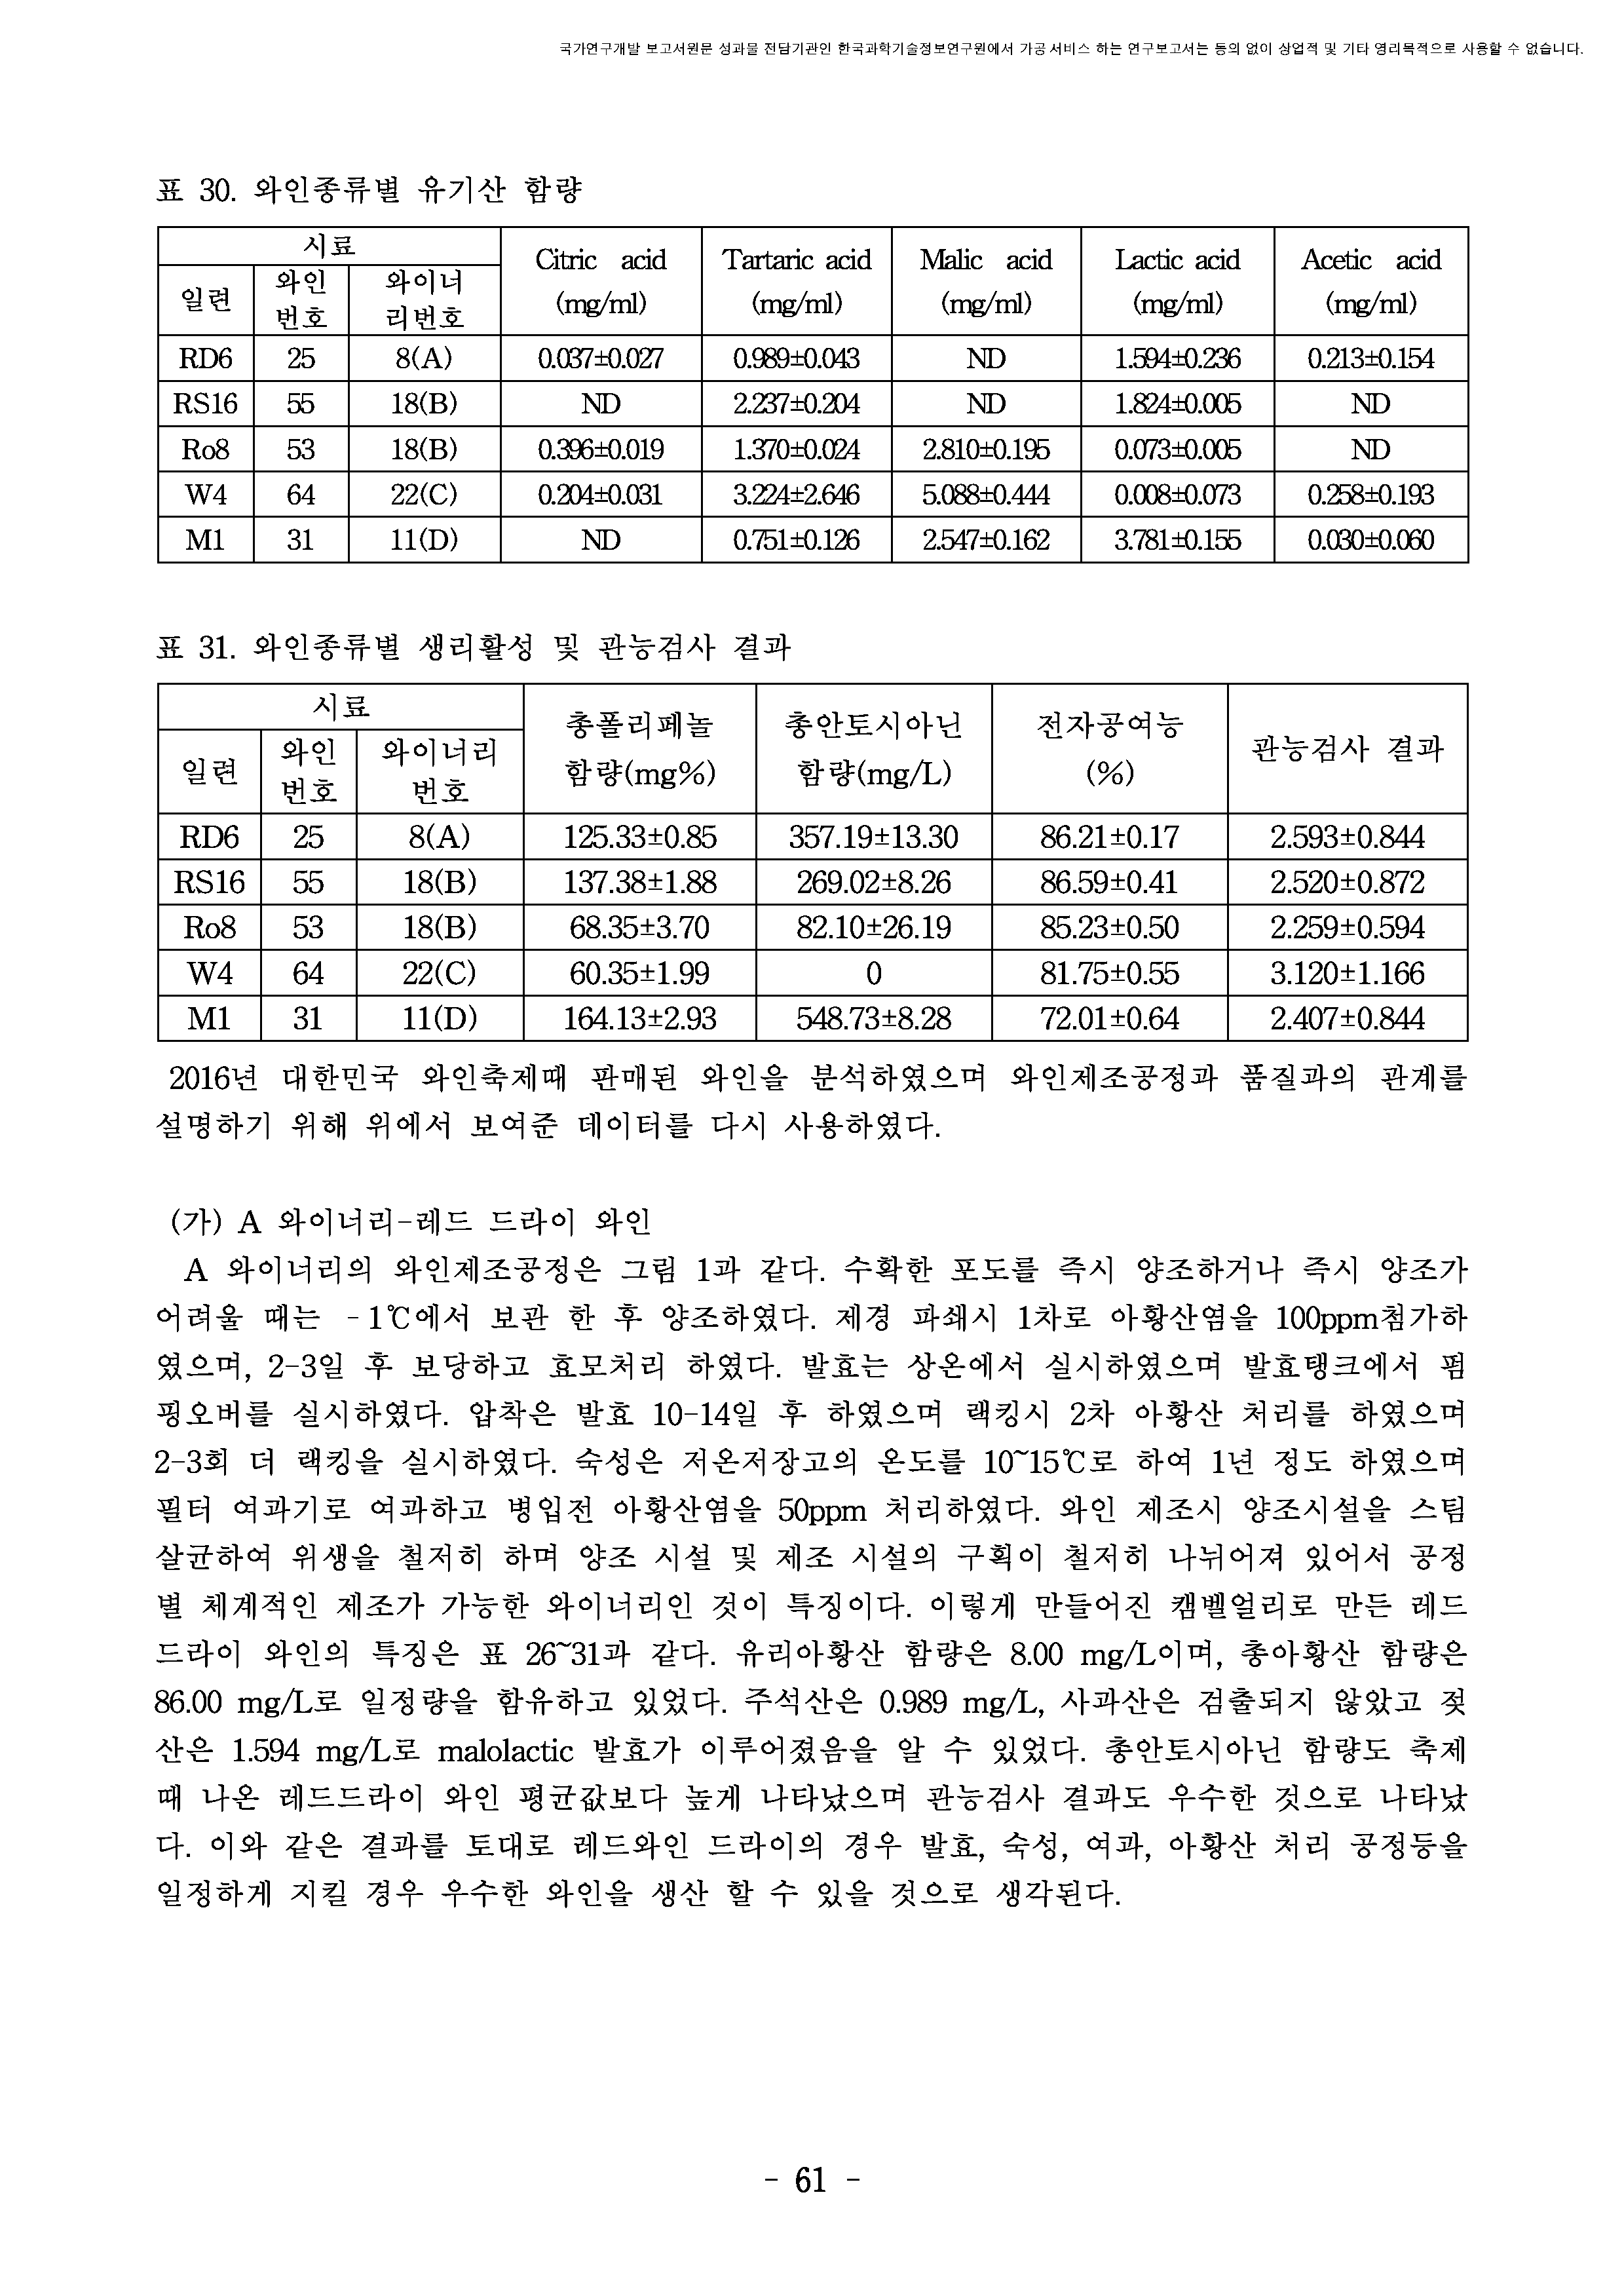 국가연구개발 보고서원문 성과물 전담기관인 한국과학기술정보연구원에서 가공·서비스 하는 연구보고서는 동의 없이 상업적 및 기타 영리목적으로 사용할 수 없습니다.
표 30. 와인종류별 유기산 함량
시료 Citric acid (mg/ml) Tartaric acid (mg/ml) Malic acid (mg/ml) Lactic acid (mg/ml) Acetic acid (mg/ml)
일련 와인번호 와이너리번호
RD6 25 8(A) 0.037±0.027 0.989±0.043 ND 1.594±0.236 0.213±0.154
RS16 55 18(B) ND 2.237±0.204 ND 1.824±0.005 ND
Ro8 53 18(B) 0.396±0.019 1.370±0.024 2.810±0.195 0.073±0.005 ND
W4 64 22(C) 0.204±0.031 3.224±2.646 5.088±0.444 0.008±0.073 0.258±0.193
M1 31 11(D) ND 0.751±0.126 2.547±0.162 3.781±0.155 0.030±0.060
표 31. 와인종류별 생리활성 및 관능검사 결과
시료 총폴리페놀 함량(mg%) 총안토시아닌 함량(mg/L) 전자공여능 (%) 관능검사 결과
일련 와인번호 와이너리번호
RD6 25 8(A) 125.33±0.85 357.19±13.30 86.21±0.17 2.593±0.844
RS16 55 18(B) 137.38±1.88 269.02±8.26 86.59±0.41 2.520±0.872
Ro8 53 18(B) 68.35±3.70 82.10±26.19 85.23±0.50 2.259±0.594
W4 64 22(C) 60.35±1.99 0 81.75±0.55 3.120±1.166
M1 31 11(D) 164.13±2.93 548.73±8.28 72.01±0.64 2.407±0.844
2016년 대한민국 와인축제때 판매된 와인을 분석하였으며 와인제조공정과 품질과의 관계를
설명하기 위해 위에서 보여준 데이터를 다시 사용하였다.
(가) A 와이너리-레드 드라이 와인
A 와이너리의 와인제조공정은 그림 1과 같다. 수확한 포도를 즉시 양조하거나 즉시 양조가
어려울 때는 -1℃에서 보관 한 후 양조하였다. 제경 파쇄시 1차로 아황산염을 100ppm첨가하
였으며, 2-3일 후 보당하고 효모처리 하였다. 발효는 상온에서 실시하였으며 발효탱크에서 펌
핑오버를 실시하였다. 압착은 발효 10-14일 후 하였으며 랙킹시 2차 아황산 처리를 하였으며
2-3회 더 랙킹을 실시하였다. 숙성은 저온저장고의 온도를 10~15℃로 하여 1년 정도 하였으며
필터 여과기로 여과하고 병입전 아황산염을 50ppm 처리하였다. 와인 제조시 양조시설을 스팀
살균하여 위생을 철저히 하며 양조 시설 및 제조 시설의 구획이 철저히 나뉘어져 있어서 공정
별 체계적인 제조가 가능한 와이너리인 것이 특징이다. 이렇게 만들어진 캠벨얼리로 만든 레드
드라이 와인의 특징은 표 26~31과 같다. 유리아황산 함량은 8.00 mg/L이며, 총아황산 함량은
86.00 mg/L로 일정량을 함유하고 있었다. 주석산은 0.989 mg/L, 사과산은 검출되지 않았고 젖
산은 1.594 mg/L로 malolactic 발효가 이루어졌음을 알 수 있었다. 총안토시아닌 함량도 축제
때 나온 레드드라이 와인 평균값보다 높게 나타났으며 관능검사 결과도 우수한 것으로 나타났
다. 이와 같은 결과를 토대로 레드와인 드라이의 경우 발효, 숙성, 여과, 아황산 처리 공정등을
일정하게 지킬 경우 우수한 와인을 생산 할 수 있을 것으로 생각된다.
- 61 -